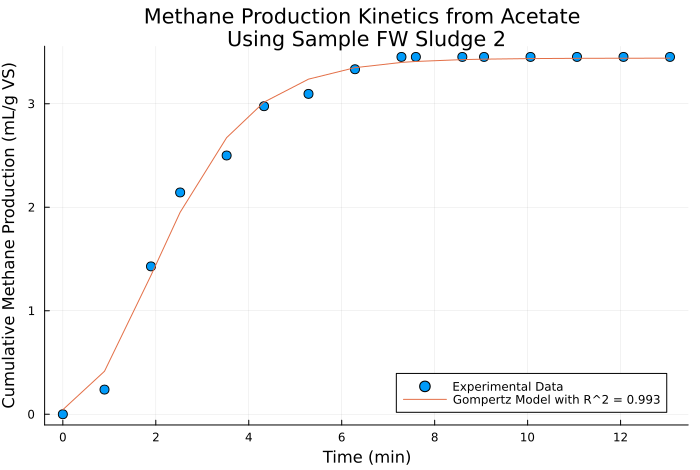 Methane Production Kinetics from Acetate
Using Sample FW Sludge 2
Cumulative Methane Production (mL/g VS)
3
2
1
0
0 2 4 6 8 10 12
Time (min)
Experimental Data
Gompertz Model with R^2 = 0.993